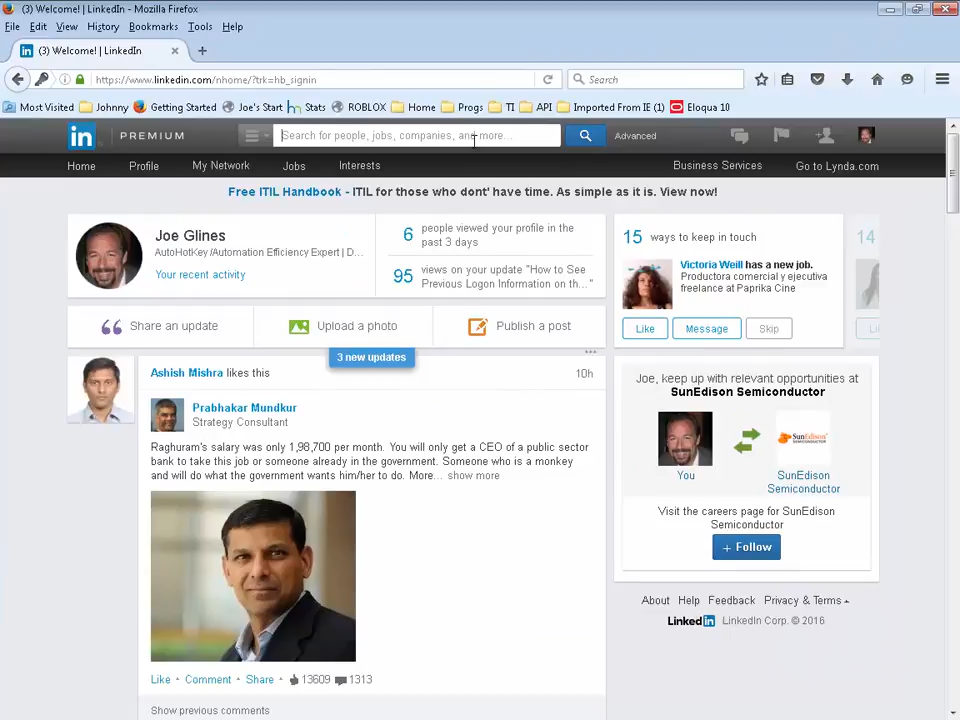 (3) Welcome! | LinkedIn - Mozilla Firefox
File Edit View History Bookmarks Tools Help
in (3) Welcome! | LinkedIn
https://www.linkedin.com/nhome/?trk=hb_signin
Search
Most Visited Johnny Getting Started Joe's Start Stats ROBLOX Home Progs TI API Imported From IE (1) Eloqua 10
in PREMIUM Search for people, jobs, companies, and more... Advanced
Home Profile My Network Jobs Interests Business Services Go to Lynda.com
Free ITIL Handbook - ITIL for those who dont' have time. As simple as it is. View now!
Joe Glines
AutoHotKey /Automation Efficiency Expert | D...
Your recent activity
6 people viewed your profile in the
past 3 days
95 views on your update "How to See
Previous Logon Information on th..."
15 ways to keep in touch
14
Victoria Weill has a new job.
Productora comercial y ejecutiva
freelance at Paprika Cine
Like Message Skip
Share an update Upload a photo Publish a post
3 new updates
Ashish Mishra likes this 10h
Prabhakar Mundkur
Strategy Consultant
Raghuram's salary was only 1,98,700 per month. You will only get a CEO of a public sector
bank to take this job or someone already in the government. Someone who is a monkey
and will do what the government wants him/her to do. More... show more
Like • Comment • Share • 13609 1313
Show previous comments
Joe, keep up with relevant opportunities at
SunEdison Semiconductor
SunEdison
You
SunEdison
Semiconductor
Visit the careers page for SunEdison
Semiconductor
+ Follow
About Help Feedback Privacy & Terms
Linked in LinkedIn Corp. © 2016